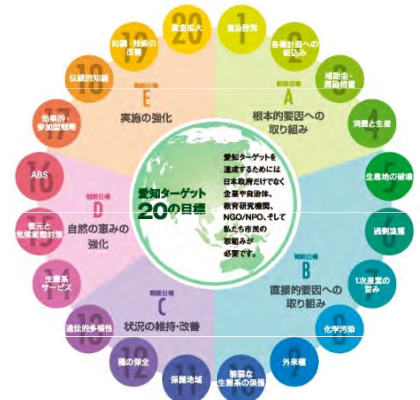 20
資金拡大
1
普及啓発
2
各種計画への
組込み
3
補助金・
奨励措置
4
消費と生産
5
生息地の破壊
6
過剰漁獲
7
1次産業の
営み
8
化学汚染
9
外来種
10
脆弱な
生態系の保護
11
保護地域
12
種の保全
13
遺伝的多様性
14
生態系
サービス
15
復元と
気候変動対策
16
ABS
17
効果的・
参加型戦略
18
伝統的知識
19
知識・技術の
改善
戦略目標
A
根本的要因への
取り組み
戦略目標
B
直接的要因への
取り組み
戦略目標
C
状況の維持・改善
戦略目標
D
自然の恵みの
強化
戦略目標
E
実施の強化
愛知ターゲット
20の目標
愛知ターゲットを
達成するためには
日本政府だけでなく
企業や自治体、
教育研究機関、
NGO/NPO、そして
私たち市民の
取組みが
必要です。